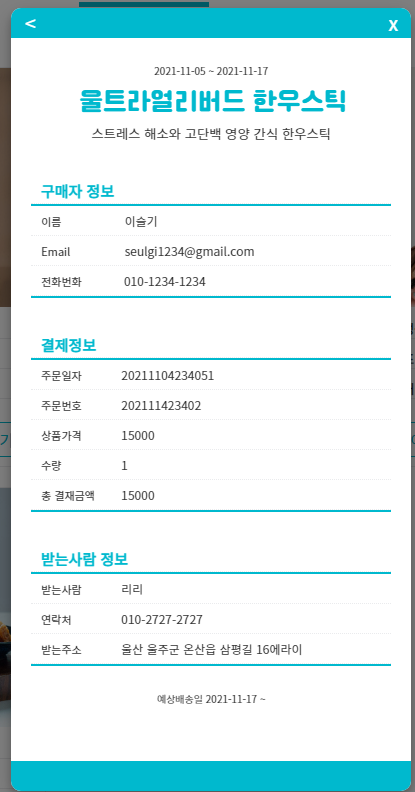 < X
2021-11-05 ~ 2021-11-17
울트라얼리버드 한우스틱
스트레스 해소와 고단백 영양 간식 한우스틱
구매자 정보
이름 이슬기
Email seulgi1234@gmail.com
전화번화 010-1234-1234
결제정보
주문일자 20211104234051
주문번호 202111423402
상품가격 15000
수량 1
총 결재금액 15000
받는사람 정보
받는사람 리리
연락처 010-2727-2727
받는주소 울산 울주군 온산읍 삼평길 16에라이
예상배송일 2021-11-17 ~